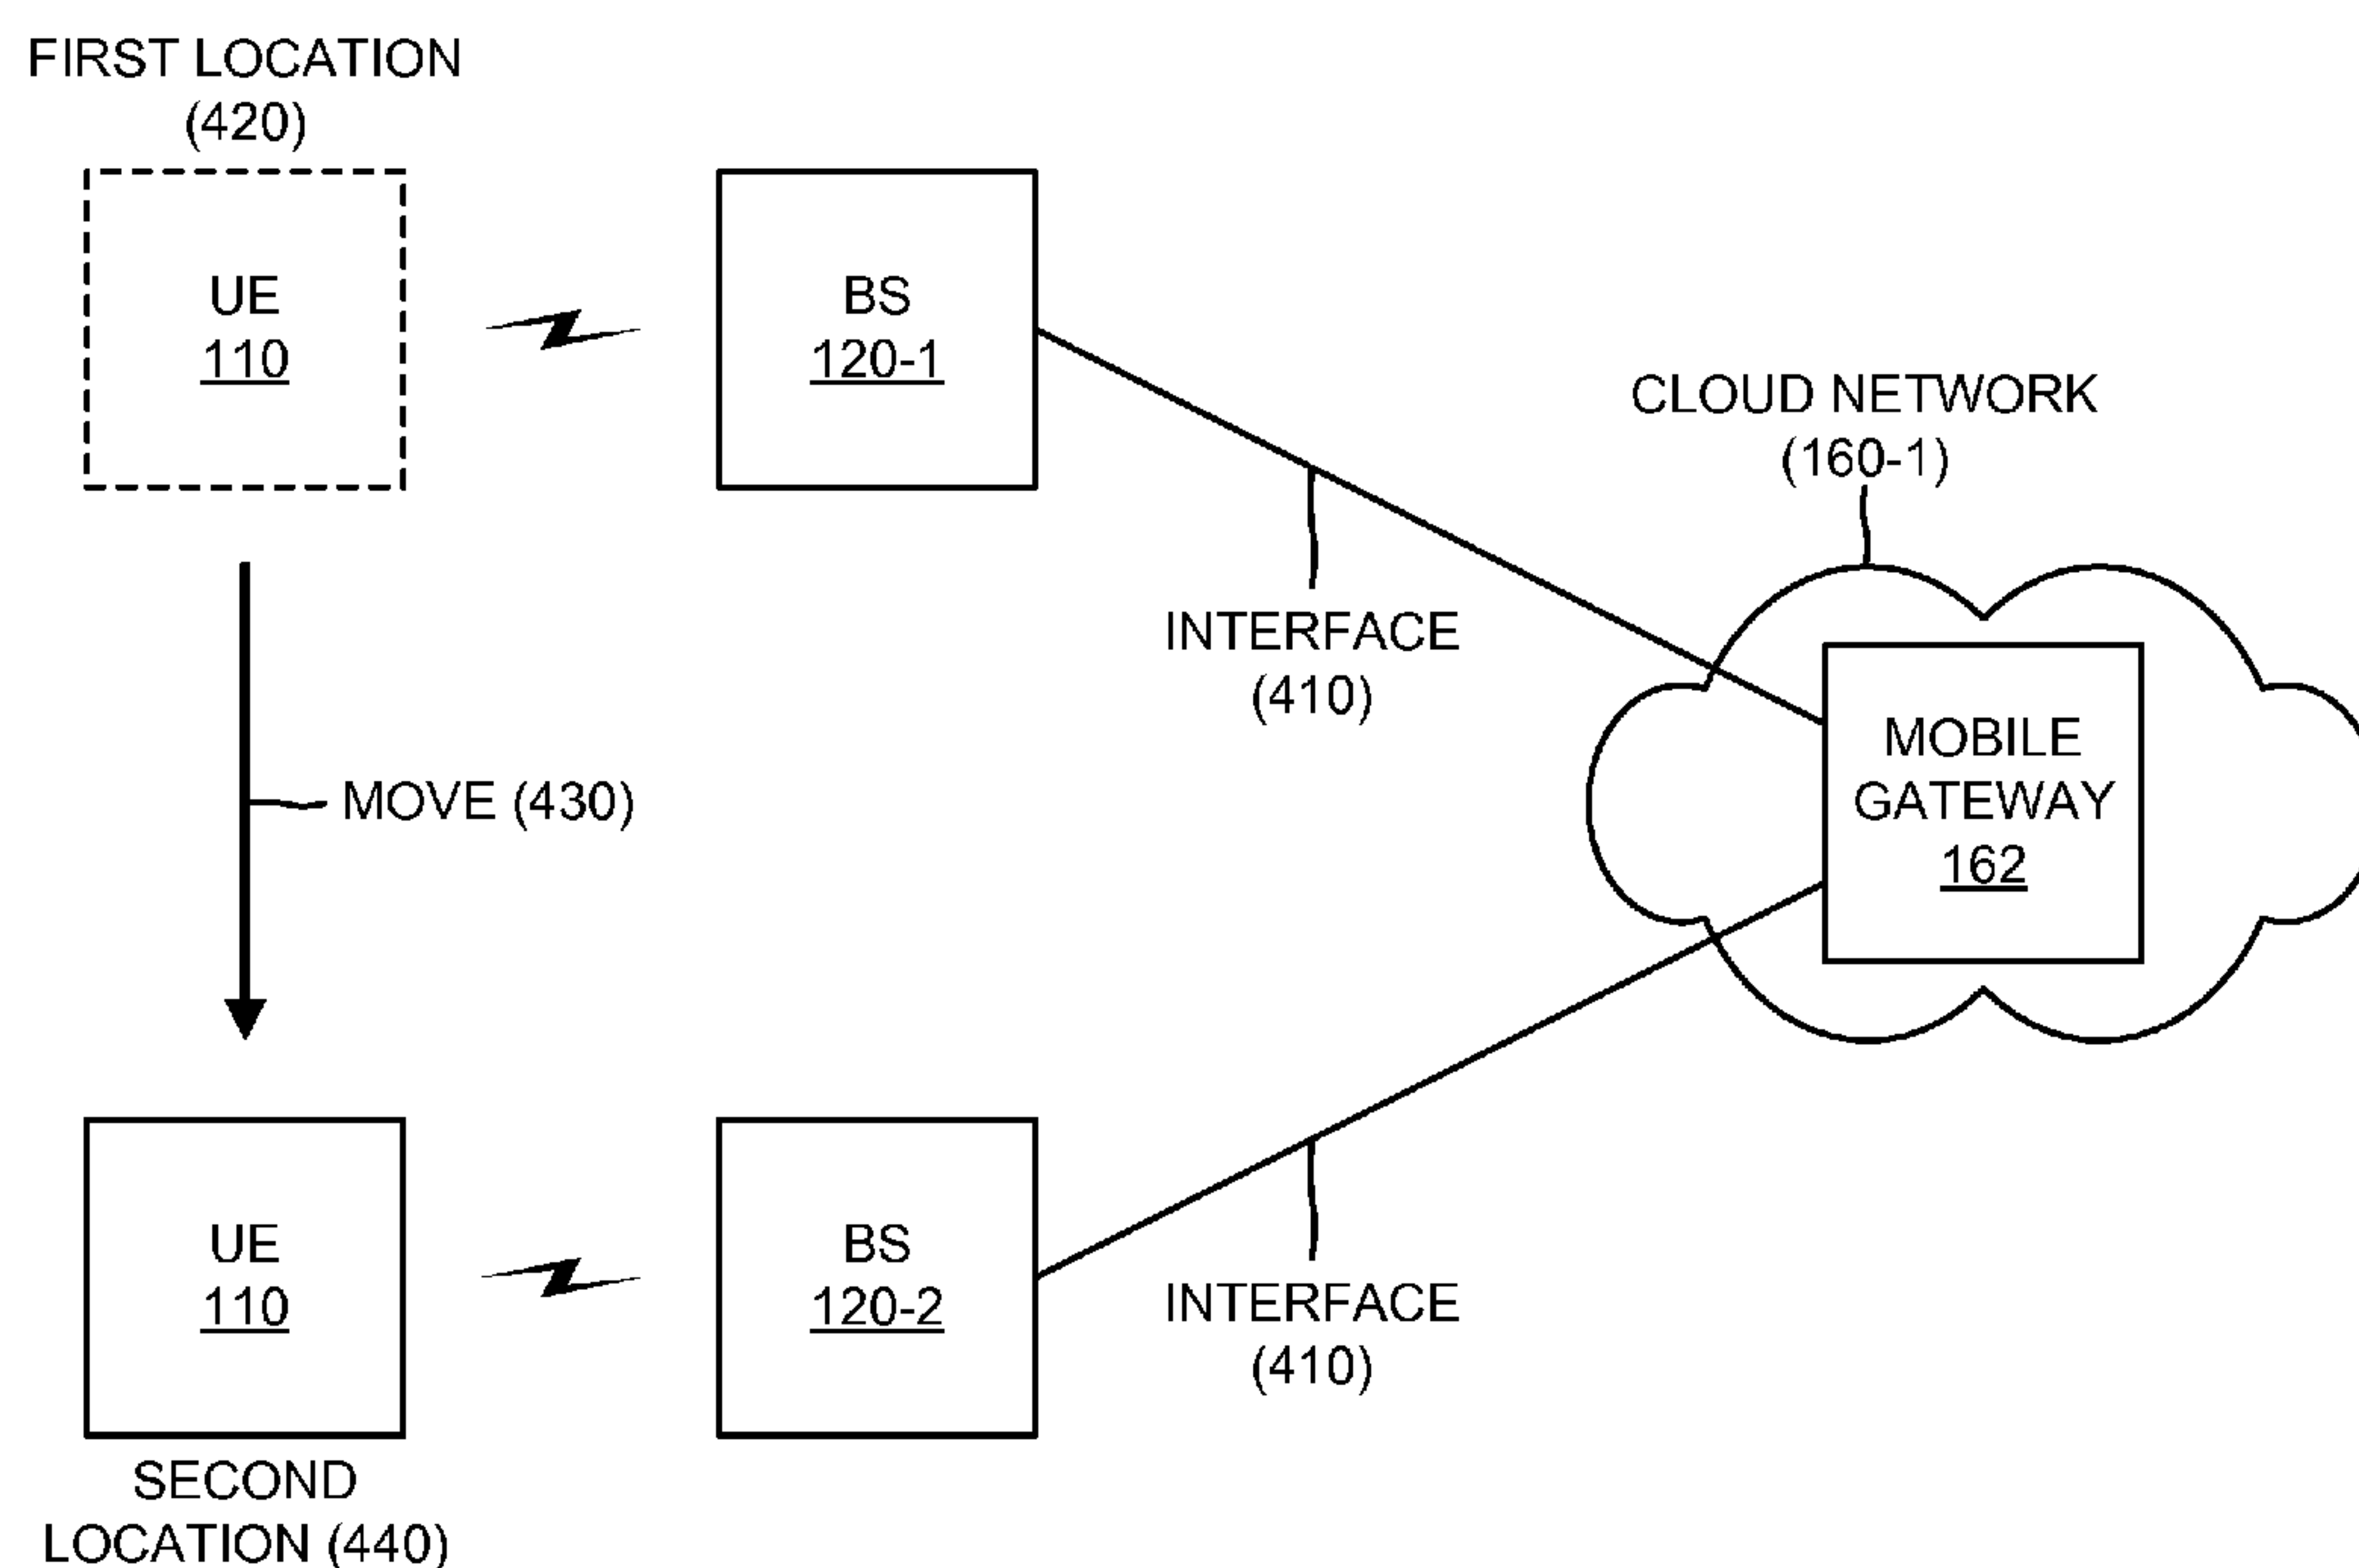 FIRST LOCATION
(420)
UE
110
BS
120-1
CLOUD NETWORK
(160-1)
INTERFACE
(410)
MOBILE
GATEWAY
162
MOVE (430)
UE
110
BS
120-2
INTERFACE
(410)
SECOND
LOCATION (440)